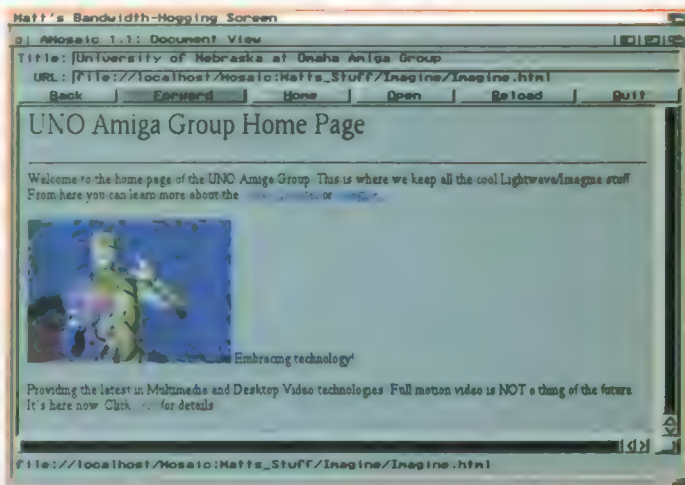 Matt's Bandwidth-Hogging Screen
AMosaic 1.1: Document View
Title: University of Nebraska at Omaha Amiga Group
URL: file://localhost/Mosaic:Matts_Stuff/Imagine/Imagine.html
Back Forward Home Open Reload Quit
UNO Amiga Group Home Page
Welcome to the home page of the UNO Amiga Group. This is where we keep all the cool Lightwave/Imagine stuff
From here you can learn more about the or
Embracing technology!
Providing the latest in Multimedia and Desktop Video technologies. Full motion video is NOT a thing of the future
It's here now. Click for details
file://localhost/Mosaic:Matts_Stuff/Imagine/Imagine.html